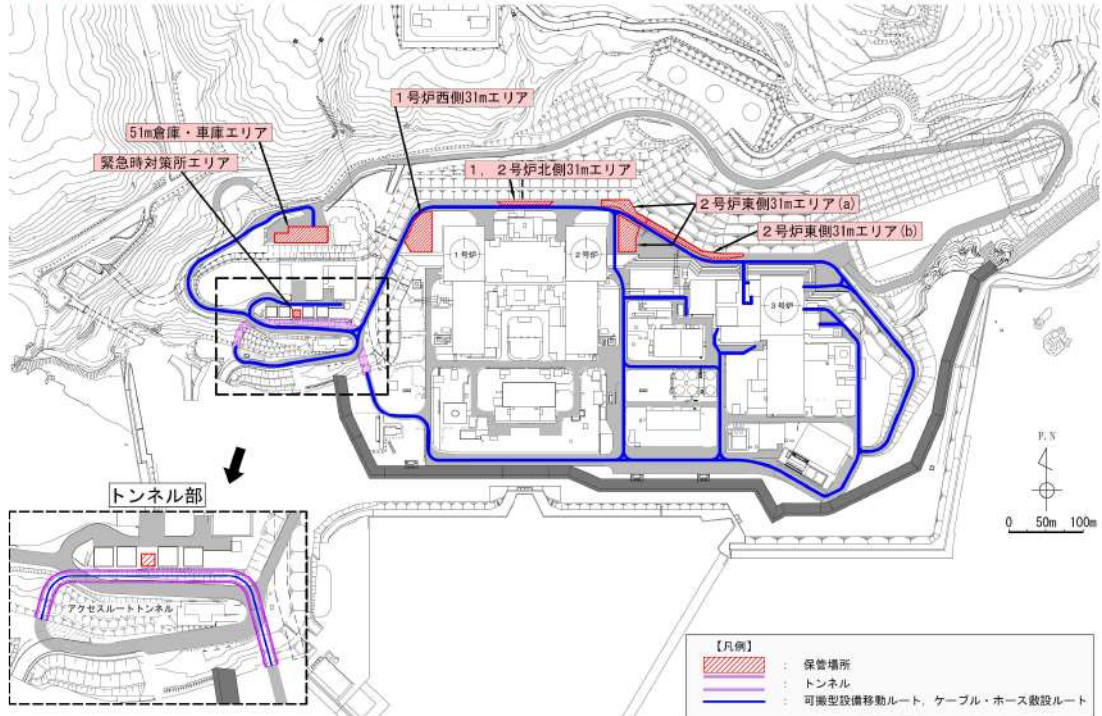 1号炉西側31mエリア
51m倉庫・車庫エリア
緊急時対策所エリア
1,2号炉北側31mエリア
2号炉東側31mエリア(a)
2号炉東側31mエリア(b)
1号炉
2号炉
3号炉
P.N
0 50m 100m
トンネル部
アクセスルートトンネル
【凡例】
: 保管場所
: トンネル
: 可搬型設備移動ルート,ケーブル・ホース敷設ルート